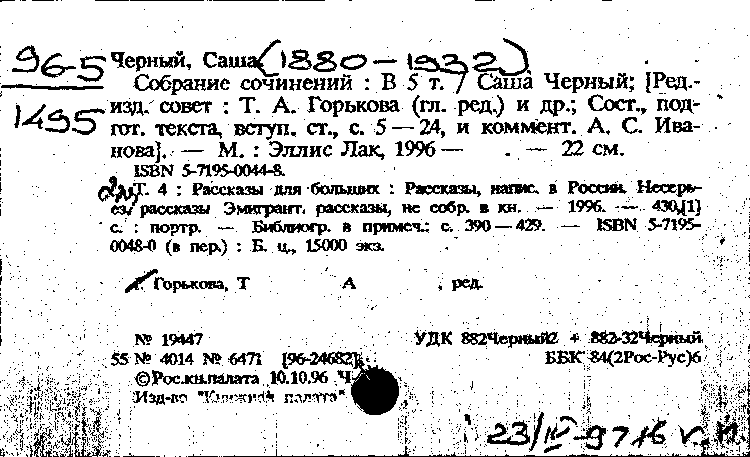 96-5
1495
Черный, Саша (1880 – 1932)
Собрание сочинений : В 5 т. / Саша Черный; [Ред.-
изд. совет : Т. А. Горькова (гл. ред.) и др.; Сост., под-
гот. текста, вступ. ст., с. 5 — 24, и коммент. А. С. Ива-
нова]. — М. : Эллис Лак, 1996 — . — 22 см.
ISBN 5-7195-0044-8.
Т. 4 : Рассказы для больших : Рассказы, напис. в России. Несерь-
ез. рассказы Эмигрант. рассказы, не собр. в кн. — 1996. — 430,[1]
с. : портр. — Библиогр. в примеч.: с. 390 — 429. — ISBN 5-7195-
0048-0 (в пер.) : Б. ц., 15000 экз.
Горькова, Т А , ред.
№ 19447 УДК 882Черный2 + 882-32Черный
55 № 4014 № 6471 [96-24682] ББК 84(2Рос-Рус)6
©Рос.кн.палата 10.10.96 Ч
Изд-во "Книжная палата"
23/IV-97